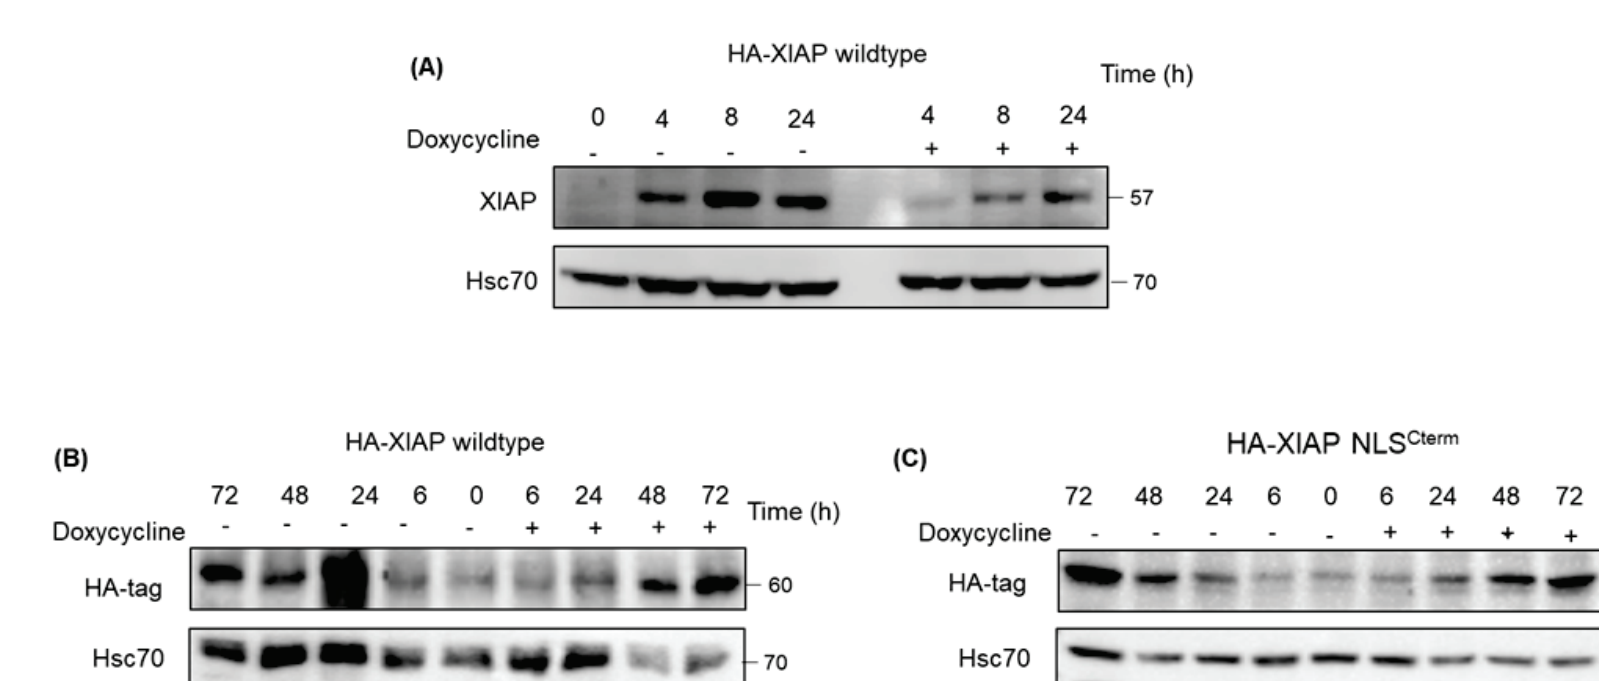 HA-XIAP wildtype
(A)
Time (h)
0 4 8 24 4 8 24
Doxycycline - - - - + + +
XIAP 57
Hsc70 70
HA-XIAP wildtype
(B)
72 48 24 6 0 6 24 48 72 Time (h)
Doxycycline - - - - - + + + +
HA-tag 60
Hsc70 70
HA-XIAP NLSCterm
(C)
72 48 24 6 0 6 24 48 72
Doxycycline - - - - - + + + +
HA-tag
Hsc70